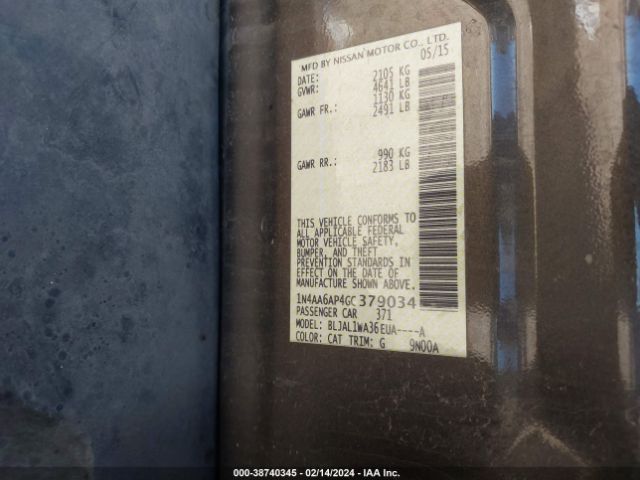 MFD BY NISSAN MOTOR CO., LTD.
DATE: 05/15
GVWR: 2105 KG
4641 LB
GAWR FR.: 1130 KG
2491 LB
GAWR RR.: 990 KG
2183 LB
THIS VEHICLE CONFORMS TO
ALL APPLICABLE FEDERAL
MOTOR VEHICLE SAFETY,
BUMPER, AND THEFT
PREVENTION STANDARDS IN
EFFECT ON THE DATE OF
MANUFACTURE SHOWN ABOVE.
1N4AA6AP4GC379034
PASSENGER CAR 371
MODEL: BLJAL1WA36EUA----A
COLOR: CAT TRIM: G 9N00A
000-38740345 - 02/14/2024 - IAA Inc.